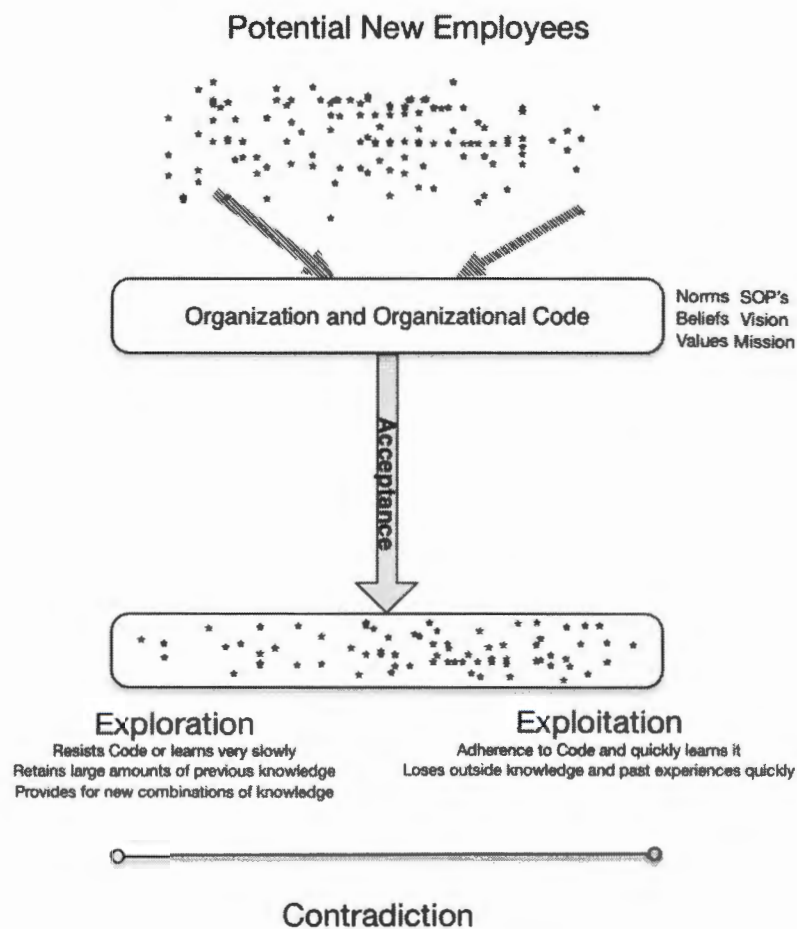 Potential New Employees
Organization and Organizational Code
Norms SOP's
Beliefs Vision
Values Mission
Acceptance
Exploration
Resists Code or learns very slowly
Retains large amounts of previous knowledge
Provides for new combinations of knowledge
Exploitation
Adherence to Code and quickly learns it
Loses outside knowledge and past experiences quickly
Contradiction